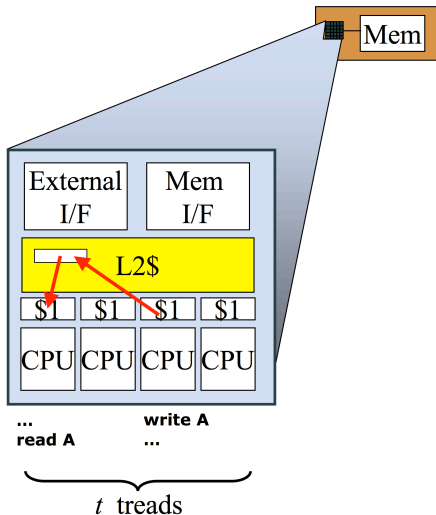 Mem
External Mem
I/F I/F
L2$
$1 $1 $1 $1
CPU CPU CPU CPU
... write A
read A ...
t treads